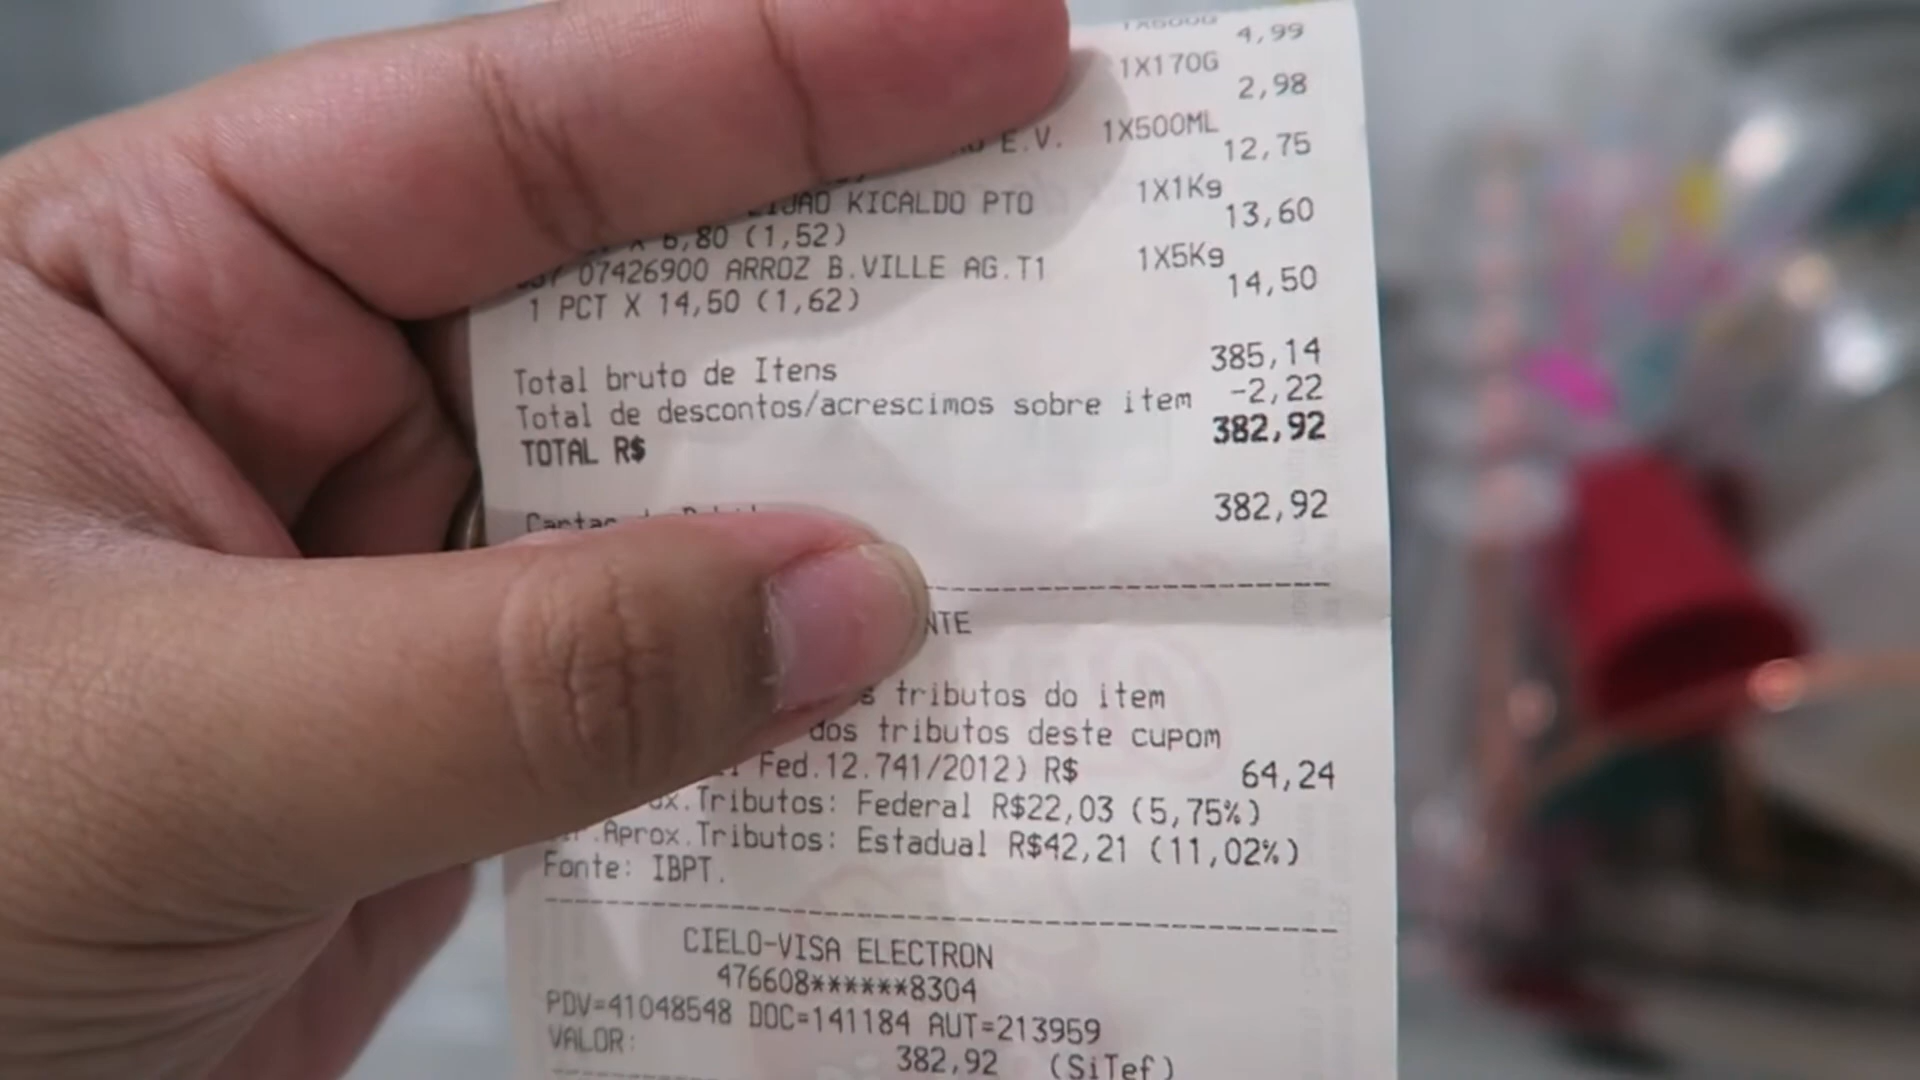 4,99
1X170G
2,98
E.V. 1X500ML
12,75
KICALDO PTO 1X1Kg
13,60
X 6,80 (1,52)
07426900 ARROZ B.VILLE AG.T1 1X5Kg
1 PCT X 14,50 (1,62) 14,50
Total bruto de Itens 385,14
Total de descontos/acrescimos sobre item -2,22
TOTAL R$ 382,92
382,92
tributos do item
dos tributos deste cupom
Fed.12.741/2012) R$ 64,24
Tributos: Federal R$22,03 (5,75%)
.Aprox.Tributos: Estadual R$42,21 (11,02%)
Fonte: IBPT.
CIELO-VISA ELECTRON
476608******8304
PDV=41048548 DOC=141184 AUT=213959
VALOR:
382,92 (SiTef)